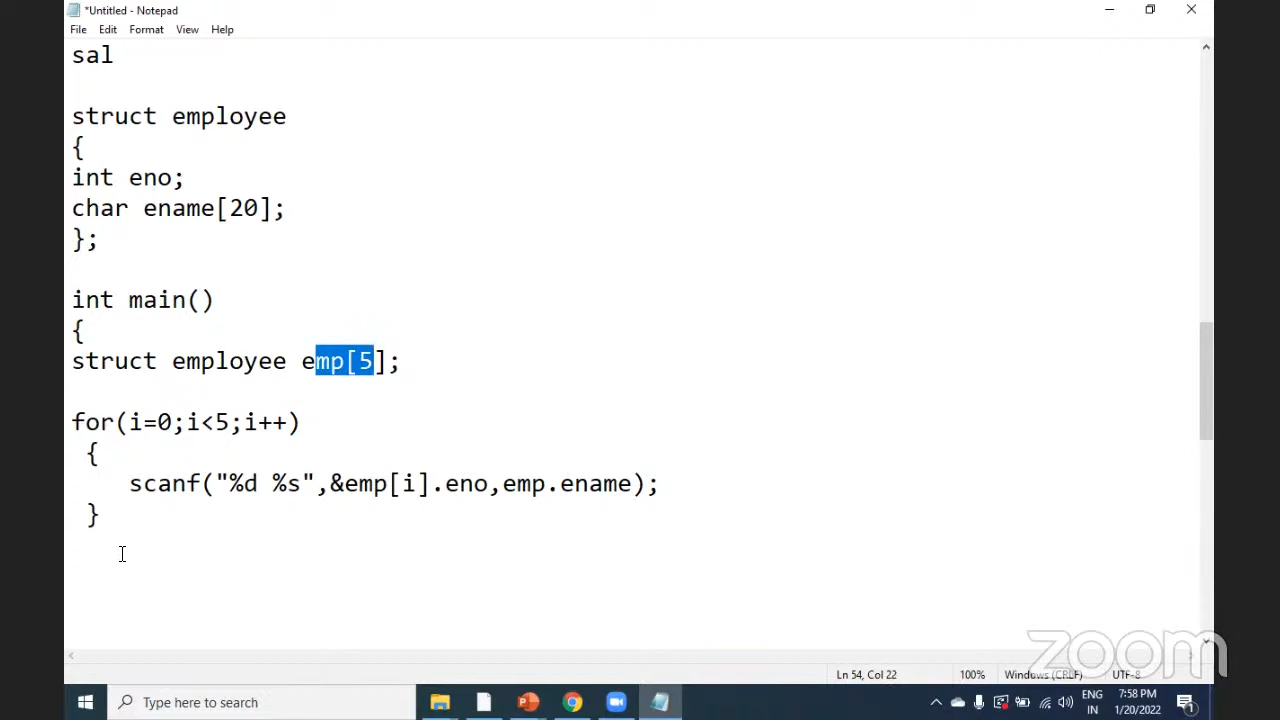 *Untitled - Notepad
File Edit Format View Help
sal
struct employee
{
int eno;
char ename[20];
};
int main()
{
struct employee emp[5];
for(i=0;i<5;i++)
{
scanf("%d %s",&emp[i].eno,emp.ename);
}
zoom
Ln 54, Col 22 100% Windows (CRLF) UTF-8
Type here to search
ENG
IN
7:58 PM
1/20/2022
1